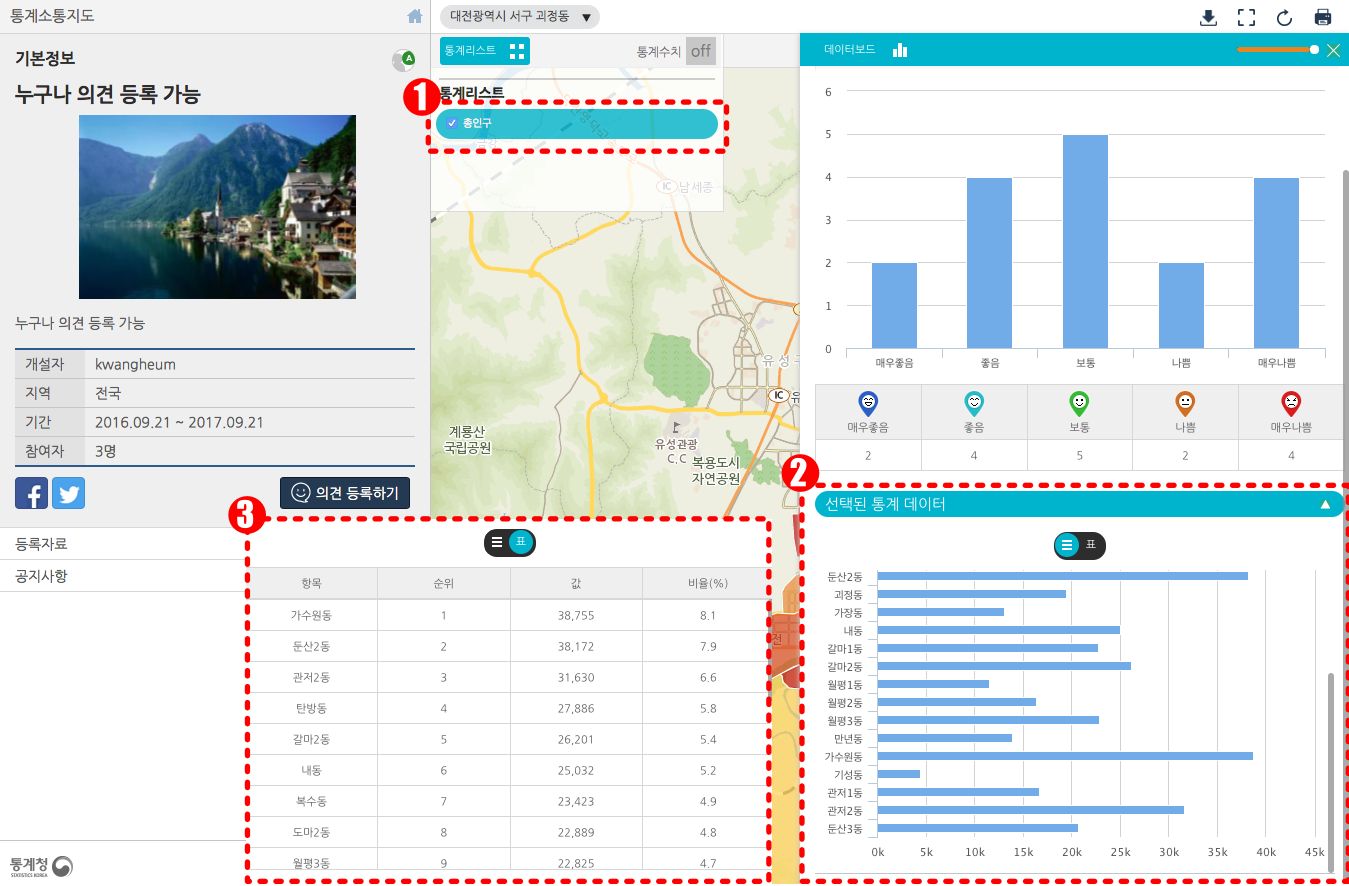 통계소통지도
대전광역시 서구 괴정동 ▼
기본정보
A
누구나 의견 등록 가능
누구나 의견 등록 가능
개설자 kwangheum
지역 전국
기간 2016.09.21 ~ 2017.09.21
참여자 3명
의견 등록하기
등록자료
공지사항
통계청
STATISTICS KOREA
통계리스트
통계수치 off
1
통계리스트
총인구
IC 남세종
유성구
IC 유
계룡산
국립공원
유성관광
C.C
복용도시
자연공원
전
데이터보드
6
5
4
3
2
1
0
매우좋음 좋음 보통 나쁨 매우나쁨
매우좋음 좋음 보통 나쁨 매우나쁨
2 4 5 2 4
2
선택된 통계 데이터
표
둔산2동
괴정동
가장동
내동
갈마1동
갈마2동
월평1동
월평2동
월평3동
만년동
가수원동
기성동
관저1동
관저2동
둔산3동
0k 5k 10k 15k 20k 25k 30k 35k 40k 45k
3
표
항목 순위 값 비율(%)
가수원동 1 38,755 8.1
둔산2동 2 38,172 7.9
관저2동 3 31,630 6.6
탄방동 4 27,886 5.8
갈마2동 5 26,201 5.4
내동 6 25,032 5.2
복수동 7 23,423 4.9
도마2동 8 22,889 4.8
월평3동 9 22,825 4.7